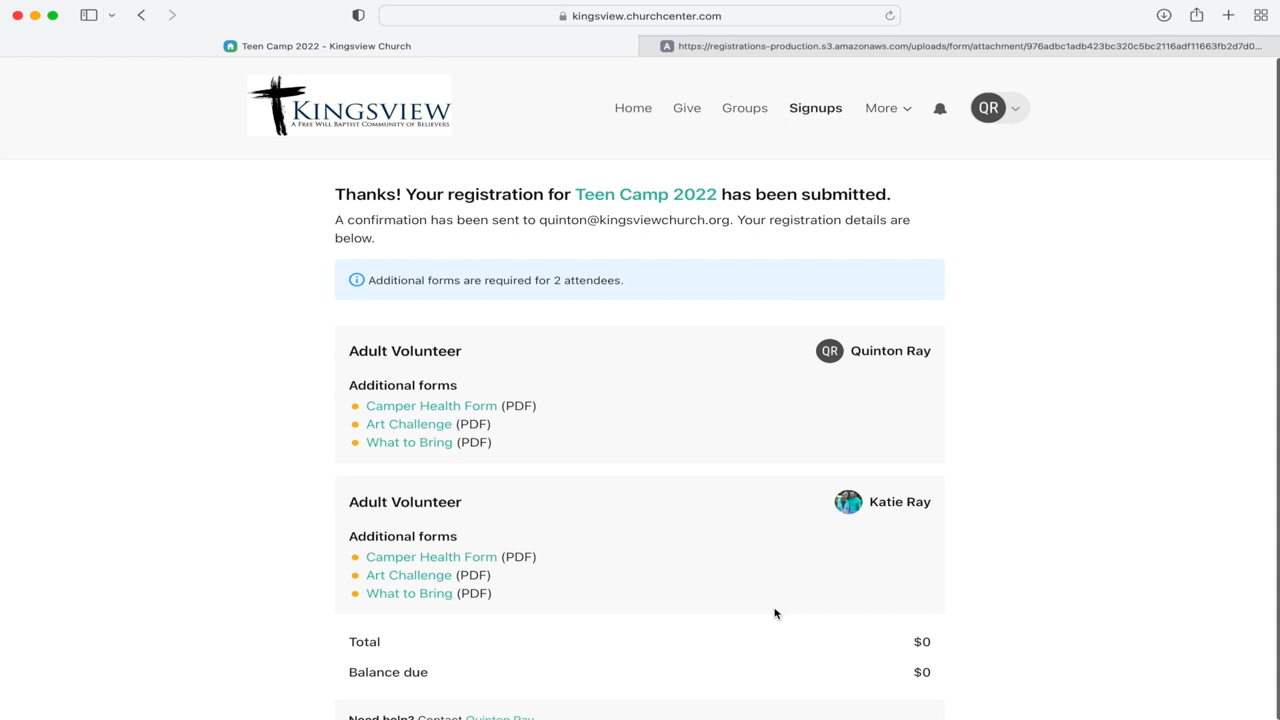 kingsview.churchcenter.com
Teen Camp 2022 - Kingsview Church
A https://registrations-production.s3.amazonaws.com/uploads/form/attachment/976adbc1adb423bc320c5bc2116adf11663fb2d7d0...
KINGSVIEW
A FREE WILL BAPTIST COMMUNITY OF BELIEVERS
Home Give Groups Signups More QR
Thanks! Your registration for Teen Camp 2022 has been submitted.
A confirmation has been sent to quinton@kingsviewchurch.org. Your registration details are
below.
Additional forms are required for 2 attendees.
Adult Volunteer QR Quinton Ray
Additional forms
Camper Health Form (PDF)
Art Challenge (PDF)
What to Bring (PDF)
Adult Volunteer Katie Ray
Additional forms
Camper Health Form (PDF)
Art Challenge (PDF)
What to Bring (PDF)
Total $0
Balance due $0
Need help? Contact Quinton Ray